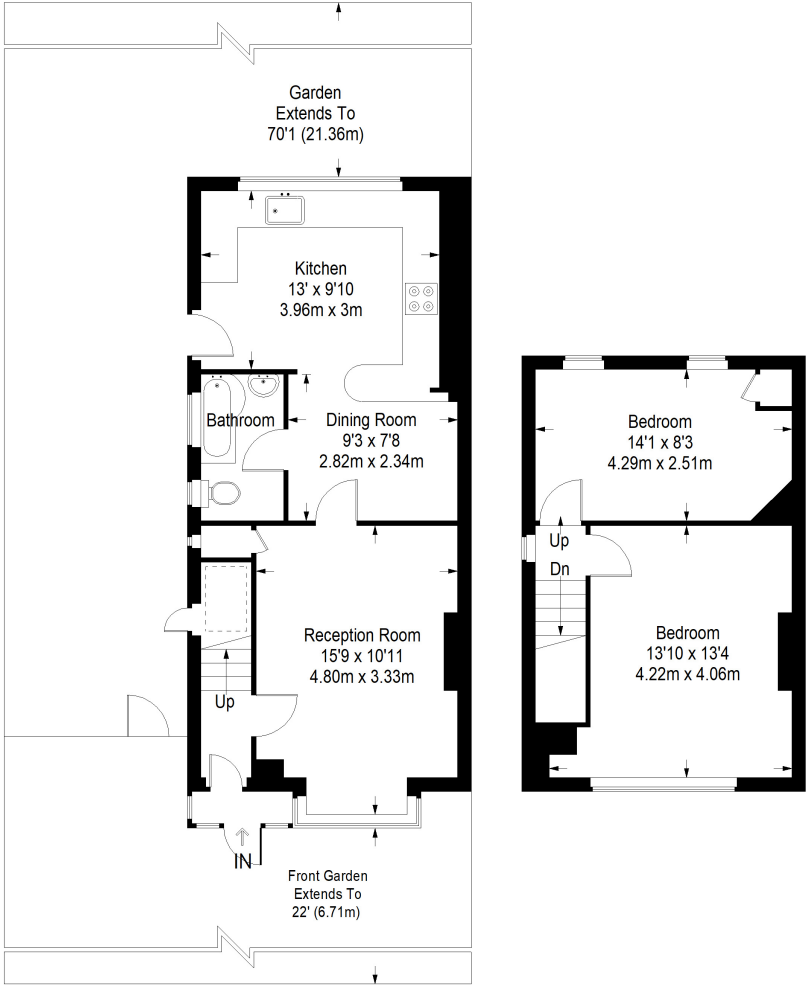 Garden
Extends To
70'1 (21.36m)
Kitchen
13' x 9'10
3.96m x 3m
Bathroom
Dining Room
9'3 x 7'8
2.82m x 2.34m
Reception Room
15'9 x 10'11
4.80m x 3.33m
Up
IN
Front Garden
Extends To
22' (6.71m)
Bedroom
14'1 x 8'3
4.29m x 2.51m
Up
Dn
Bedroom
13'10 x 13'4
4.22m x 4.06m